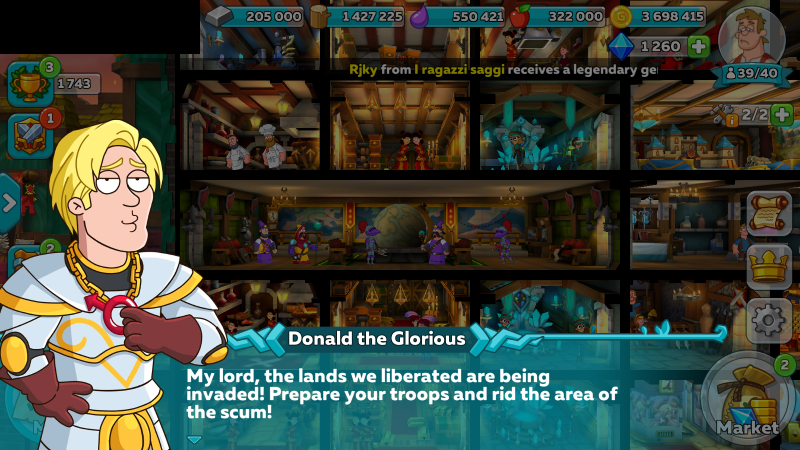 205 000
1 427 225
550 421
322 000
3 698 415
1 260
3
1743
Rjky from I ragazzi saggi receives a legendary ge
39/40
1
2/2
2
Donald the Glorious
My lord, the lands we liberated are being
invaded! Prepare your troops and rid the area of
the scum!
2
Market